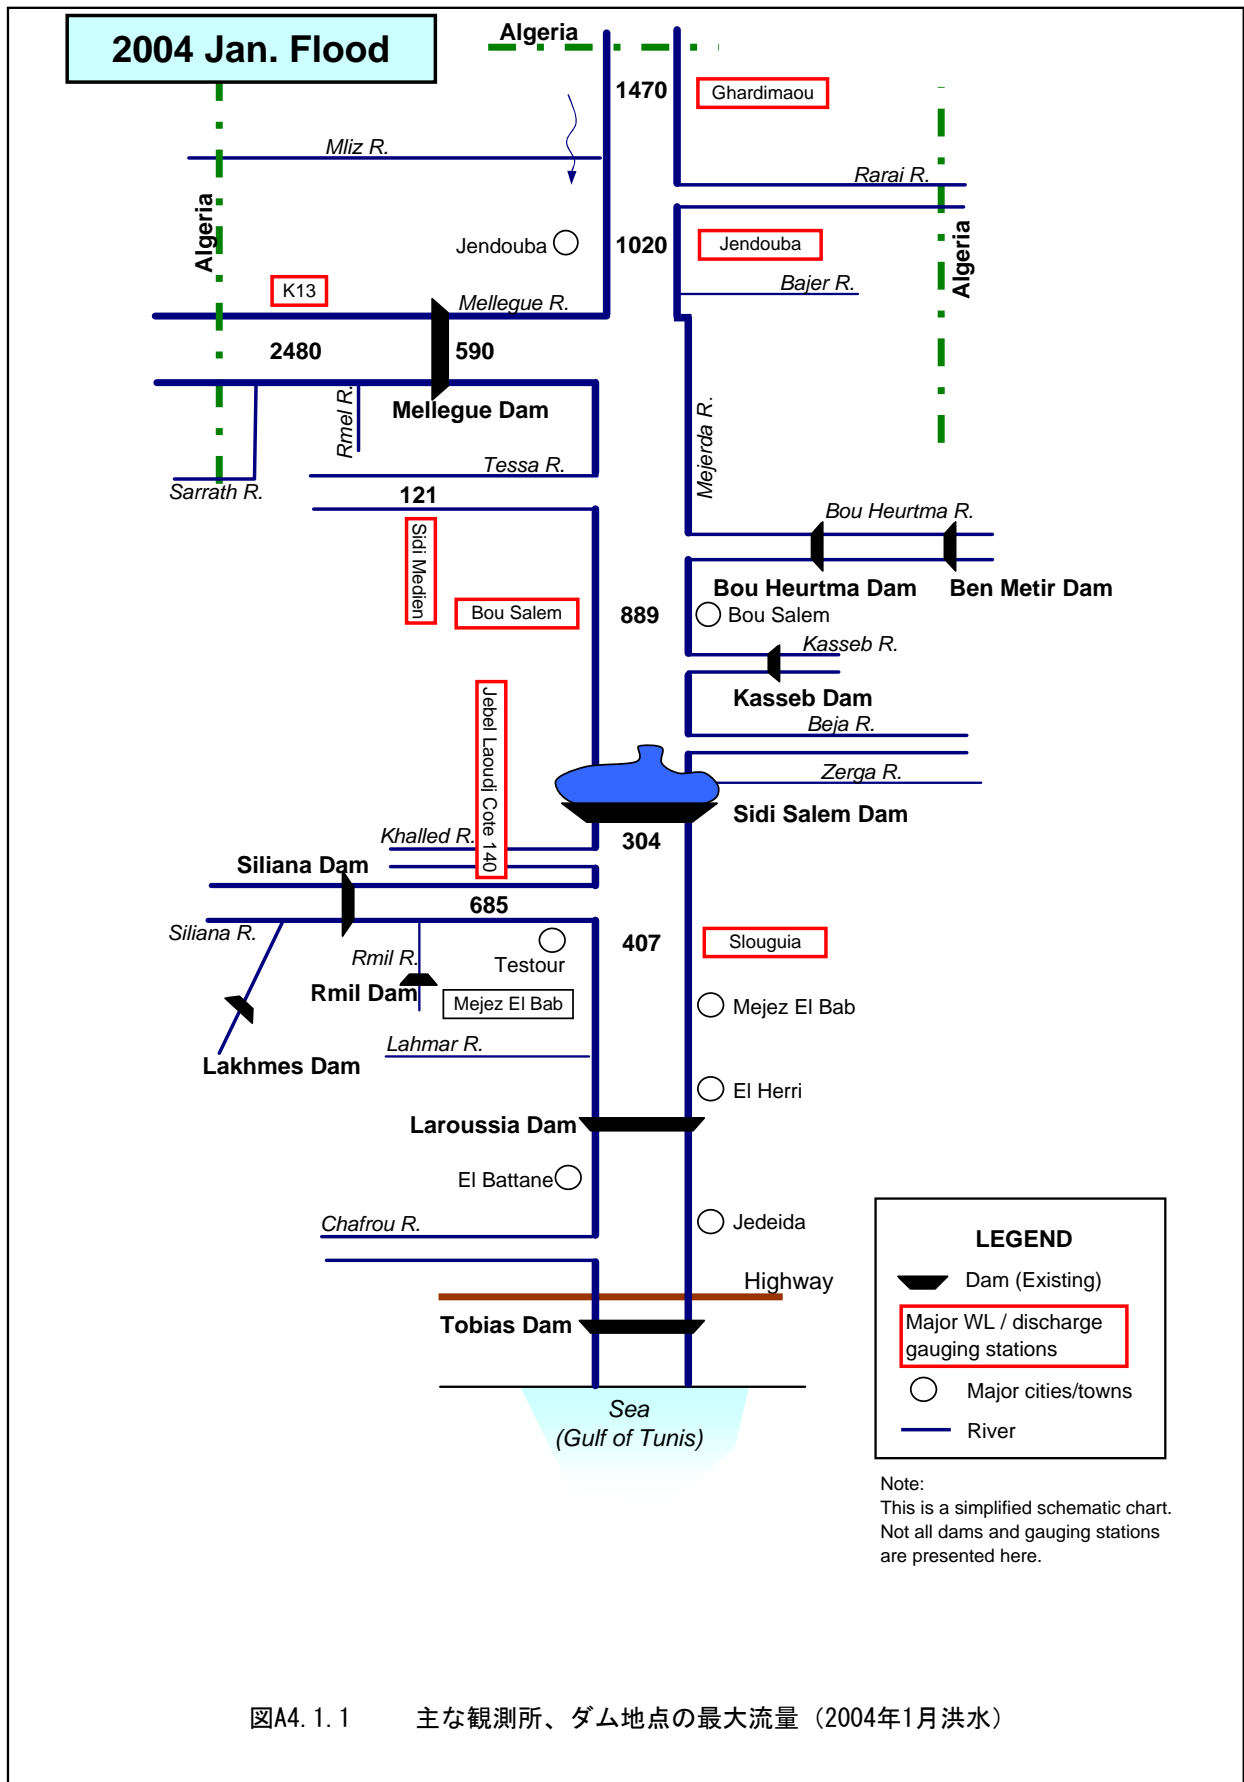 2004 Jan. Flood
Algeria
1470
Ghardimaou
Mliz R.
Rarai R.
Algeria
Algeria
Jendouba
1020
Jendouba
K13
Mellegue R.
Bajer R.
2480
590
Rmel R.
Mellegue Dam
Mejerda R.
Tessa R.
Sarrath R.
121
Bou Heurtma R.
Sidi Medien
Bou Heurtma Dam
Ben Metir Dam
Bou Salem
889
Bou Salem
Kasseb R.
Kasseb Dam
Jebel Laoudj Cote 140
Beja R.
Zerga R.
Sidi Salem Dam
Khalled R.
304
Siliana Dam
685
Siliana R.
407
Slouguia
Rmil R.
Testour
Rmil Dam
Mejez El Bab
Mejez El Bab
Lahmar R.
Lakhmes Dam
El Herri
Laroussia Dam
El Battane
Chafrou R.
Jedeida
Highway
Tobias Dam
Sea
(Gulf of Tunis)
LEGEND
Dam (Existing)
Major WL / discharge
gauging stations
Major cities/towns
River
Note:
This is a simplified schematic chart.
Not all dams and gauging stations
are presented here.
図A4.1.1 主な観測所、ダム地点の最大流量（2004年1月洪水）